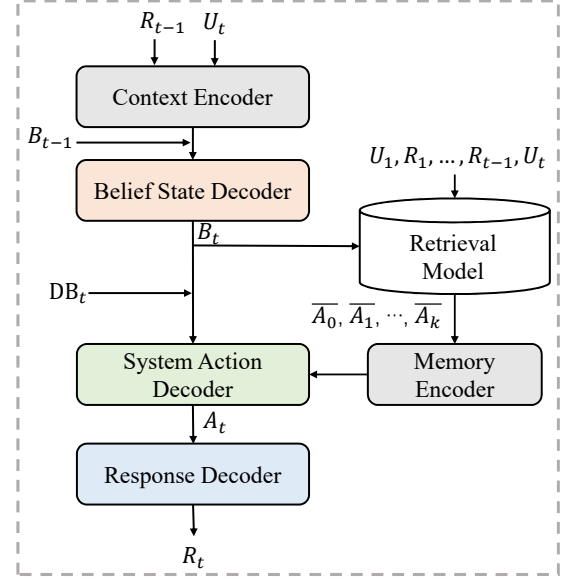 R_{t−1} U_t
Context Encoder
B_{t−1}
Belief State Decoder
U_1, R_1, ..., R_{t−1}, U_t
B_t
Retrieval
Model
DB_t
\overline{A_0}, \overline{A_1}, ⋯, \overline{A_k}
System Action
Decoder
Memory
Encoder
A_t
Response Decoder
R_t